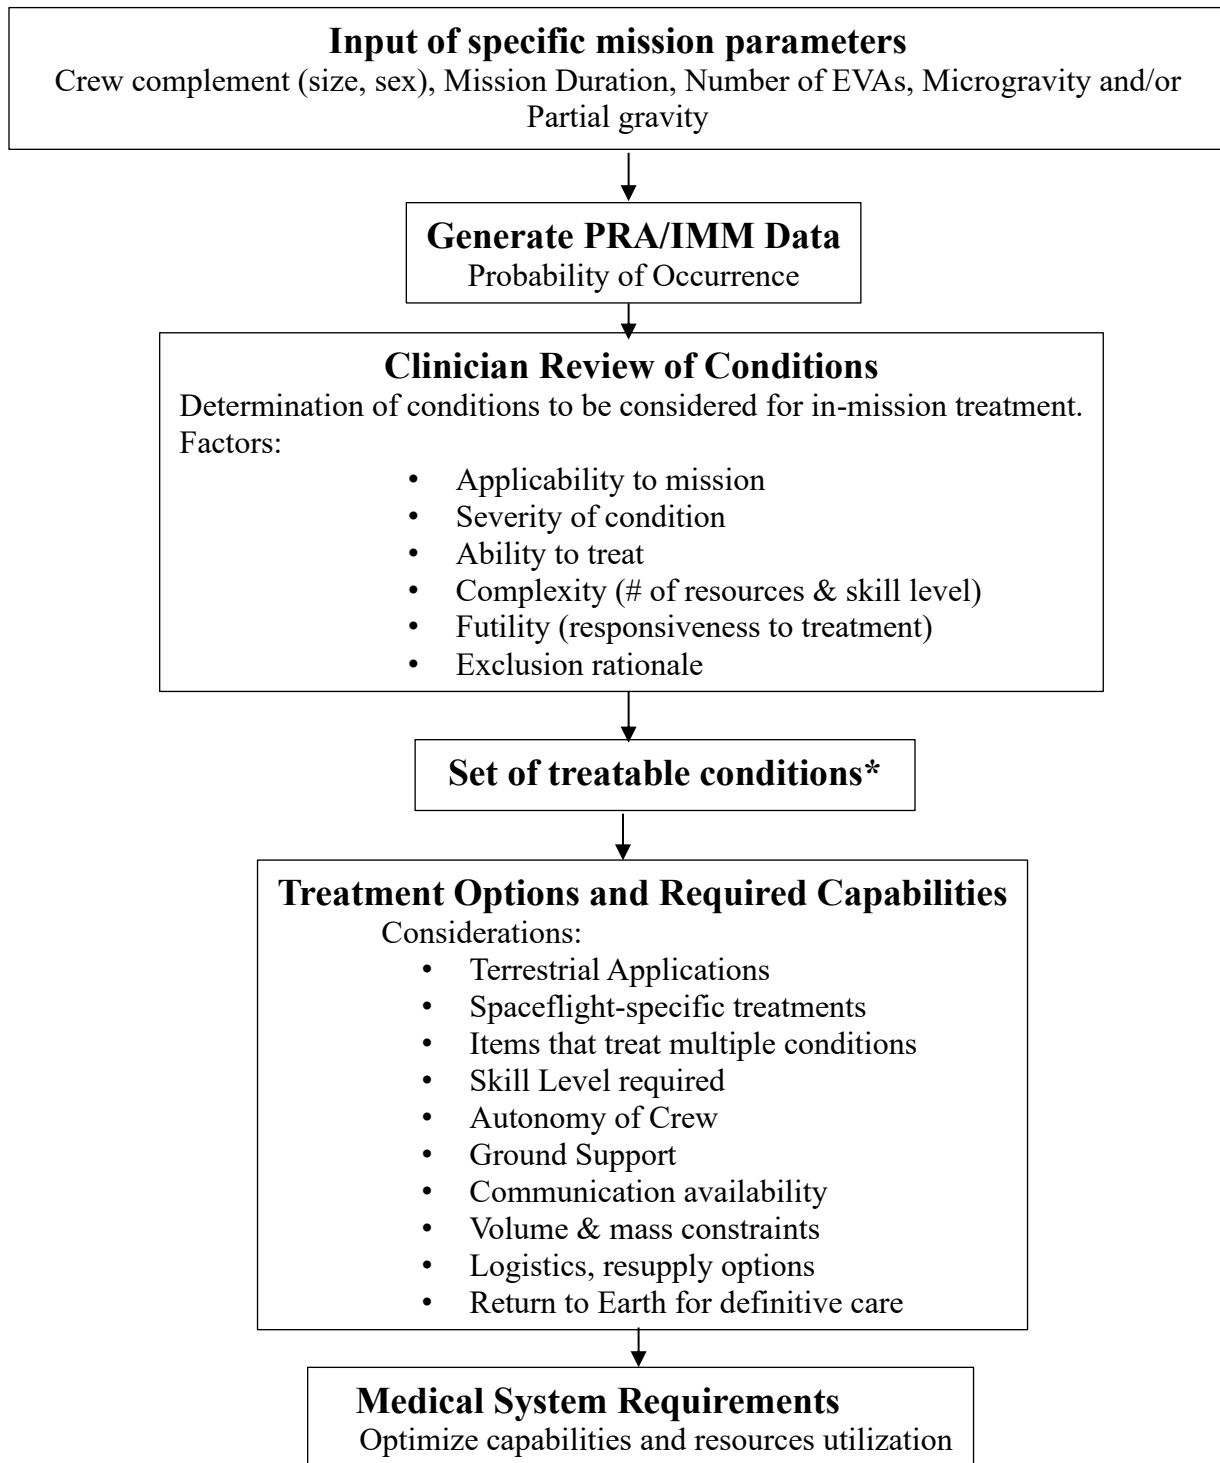 Input of specific mission parameters
Crew complement (size, sex), Mission Duration, Number of EVAs, Microgravity and/or
Partial gravity
Generate PRA/IMM Data
Probability of Occurrence
Clinician Review of Conditions
Determination of conditions to be considered for in-mission treatment.
Factors:
• Applicability to mission
• Severity of condition
• Ability to treat
• Complexity (# of resources & skill level)
• Futility (responsiveness to treatment)
• Exclusion rationale
Set of treatable conditions*
Treatment Options and Required Capabilities
Considerations:
• Terrestrial Applications
• Spaceflight-specific treatments
• Items that treat multiple conditions
• Skill Level required
• Autonomy of Crew
• Ground Support
• Communication availability
• Volume & mass constraints
• Logistics, resupply options
• Return to Earth for definitive care
Medical System Requirements
Optimize capabilities and resources utilization